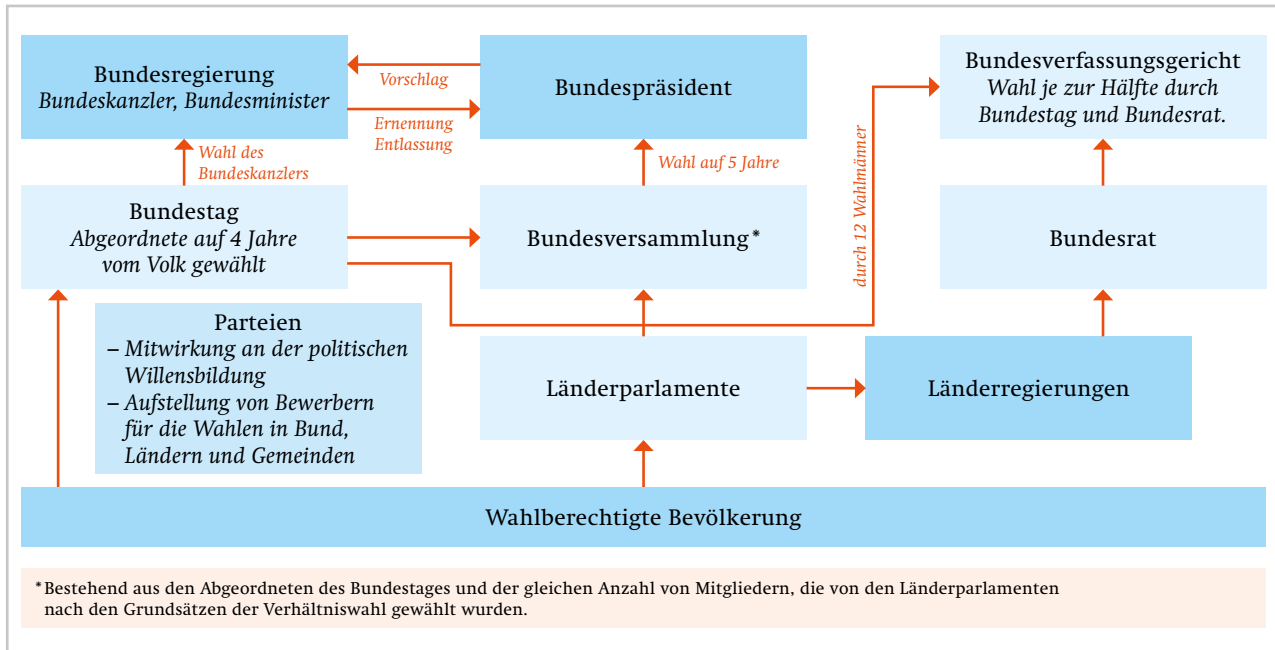 Bundesregierung
Bundeskanzler, Bundesminister
Vorschlag
Ernennung
Entlassung
Bundespräsident
Bundesverfassungsgericht
Wahl je zur Hälfte durch
Bundestag und Bundesrat.
Wahl des
Bundeskanzlers
Wahl auf 5 Jahre
durch 12 Wahlmänner
Bundestag
Abgeordnete auf 4 Jahre
vom Volk gewählt
Bundesversammlung*
Bundesrat
Parteien
– Mitwirkung an der politischen
Willensbildung
– Aufstellung von Bewerbern
für die Wahlen in Bund,
Ländern und Gemeinden
Länderparlamente
Länderregierungen
Wahlberechtigte Bevölkerung
* Bestehend aus den Abgeordneten des Bundestages und der gleichen Anzahl von Mitgliedern, die von den Länderparlamenten
nach den Grundsätzen der Verhältniswahl gewählt wurden.